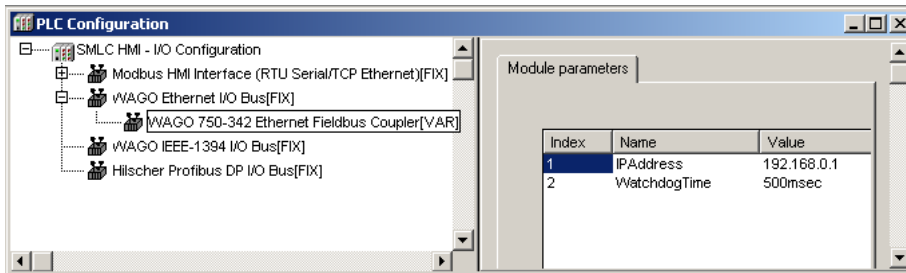 PLC Configuration
SMLC HMI - I/O Configuration
Modbus HMI Interface (RTU Serial/TCP Ethernet)[FIX]
WAGO Ethernet I/O Bus[FIX]
WAGO 750-342 Ethernet Fieldbus Coupler[VAR]
WAGO IEEE-1394 I/O Bus[FIX]
Hilscher Profibus DP I/O Bus[FIX]
Module parameters
Index Name Value
1 IPAddress 192.168.0.1
2 WatchdogTime 500msec